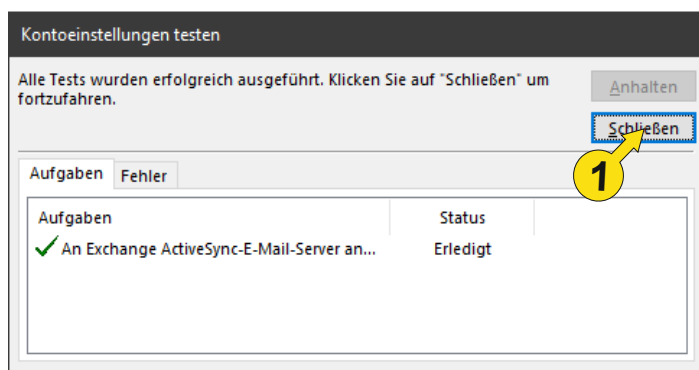 Kontoeinstellungen testen
Alle Tests wurden erfolgreich ausgeführt. Klicken Sie auf "Schließen" um
fortzufahren.
Anhalten
Schließen
1
Aufgaben Fehler
Aufgaben Status
An Exchange ActiveSync-E-Mail-Server an... Erledigt